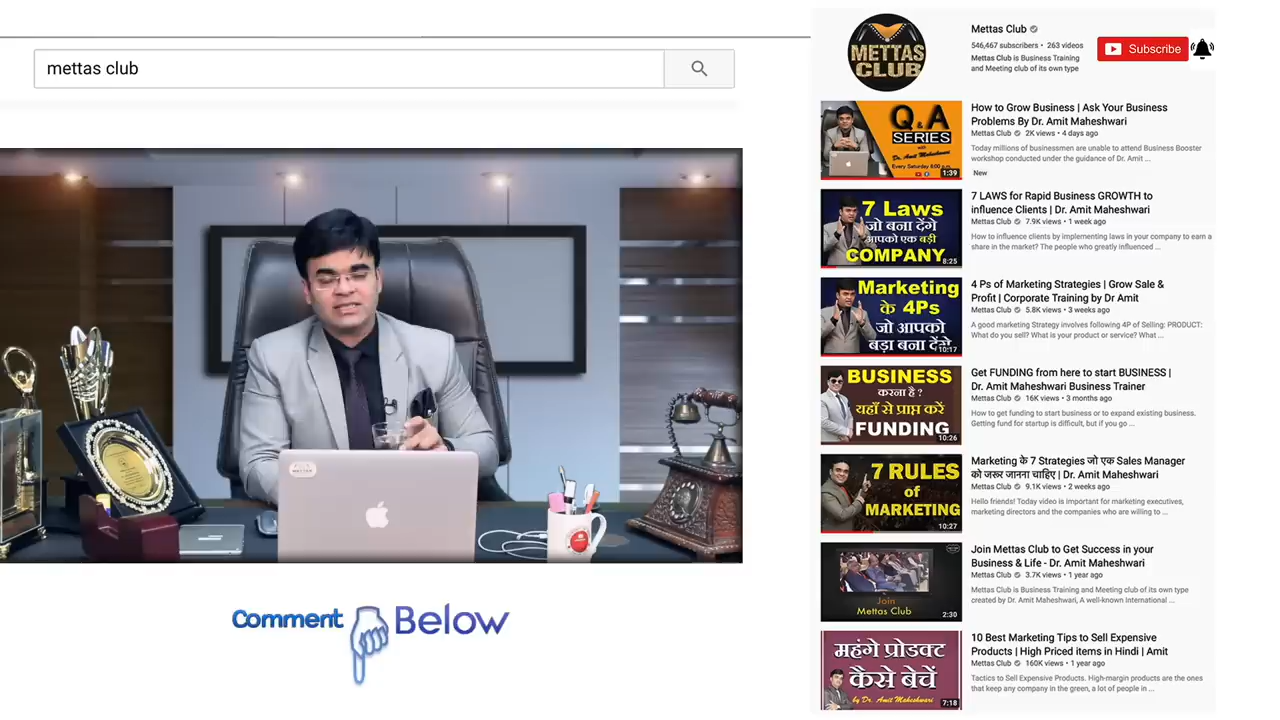 mettas club
Comment Below
METTAS
CLUB
Mettas Club
546,467 subscribers • 263 videos
Mettas Club is Business Training
and Meeting club of its own type
Subscribe
Q & A
SERIES
with
Dr. Amit Maheshwari
1:39
How to Grow Business | Ask Your Business
Problems By Dr. Amit Maheshwari
Mettas Club 2K views • 4 days ago
Today millions of businessmen are unable to attend Business Booster
workshop conducted under the guidance of Dr. Amit ...
New
7 Laws
जो बना देंगे
आपको एक बड़ी
COMPANY
8:25
7 LAWS for Rapid Business GROWTH to
influence Clients | Dr. Amit Maheshwari
Mettas Club 7.9K views • 1 week ago
How to influence clients by implementing laws in your company to earn a
share in the market? The people who greatly influenced ...
Marketing
के 4Ps
जो आपको
बड़ा बना देंगे
10:17
4 Ps of Marketing Strategies | Grow Sale &
Profit | Corporate Training by Dr Amit
Mettas Club 5.8K views • 3 weeks ago
A good marketing Strategy involves following 4P of Selling: PRODUCT:
What do you sell? What is your product or service? What ...
BUSINESS
करना है ?
यहाँ से प्राप्त करें
FUNDING
10:26
Get FUNDING from here to start BUSINESS |
Dr. Amit Maheshwari Business Trainer
Mettas Club 16K views • 3 months ago
How to get funding to start business or to expand existing business.
Getting fund for startup is difficult, but if you go ...
7 RULES
of
MARKETING
10:27
Marketing के 7 Strategies जो एक Sales Manager
को जरूर जानना चाहिए | Dr. Amit Maheshwari
Mettas Club 9.1K views • 2 weeks ago
Hello friends! Today video is important for marketing executives,
marketing directors and the companies who are willing to ...
Join
Mettas Club
2:30
Join Mettas Club to Get Success in your
Business & Life - Dr. Amit Maheshwari
Mettas Club 3.7K views • 1 year ago
Mettas Club is Business Training and Meeting club of its own type
created by Dr. Amit Maheshwari, A well-known International ...
महंगे प्रोडक्ट
कैसे बेचें
by Dr. Amit Maheshwari
7:18
10 Best Marketing Tips to Sell Expensive
Products | High Priced items in Hindi | Amit
Mettas Club 160K views • 1 year ago
Tactics to Sell Expensive Products. High-margin products are the ones
that keep any company in the green, a lot of people in ...